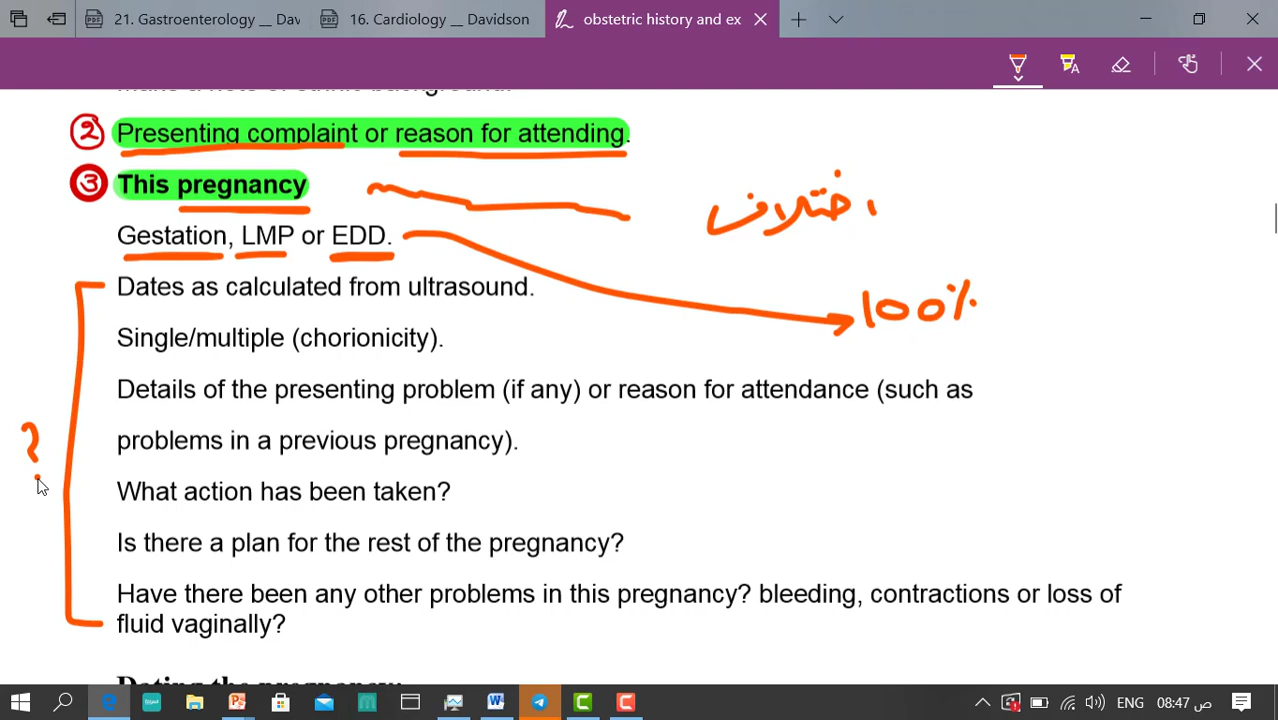 21. Gastroenterology __ Dav
16. Cardiology __ Davidson
obstetric history and ex
② Presenting complaint or reason for attending.
③ This pregnancy
اختلاف
Gestation, LMP or EDD.
Dates as calculated from ultrasound.
100%
Single/multiple (chorionicity).
Details of the presenting problem (if any) or reason for attendance (such as
?
problems in a previous pregnancy).
What action has been taken?
Is there a plan for the rest of the pregnancy?
Have there been any other problems in this pregnancy? bleeding, contractions or loss of
fluid vaginally?
ENG
08:47 ص